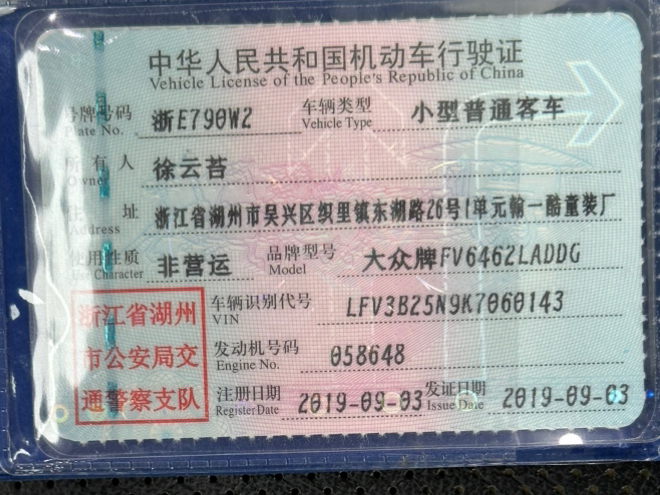 中华人民共和国机动车行驶证
Vehicle License of the People's Republic of China
号牌号码 浙E790W2 车辆类型 小型普通客车
Plate No. Vehicle Type
所有人 徐云苔
Owner
住址 浙江省湖州市吴兴区织里镇东湖路26号1单元翰一酷童装厂
Address
使用性质 非营运 品牌型号 大众牌FV6462LADDG
Use Character Model
浙江省湖州 车辆识别代号 LFV3B25N9K7060143
VIN
市公安局交 发动机号码 058648
Engine No.
通警察支队 注册日期 2019-09-03 发证日期 2019-09-03
Register Date Issue Date